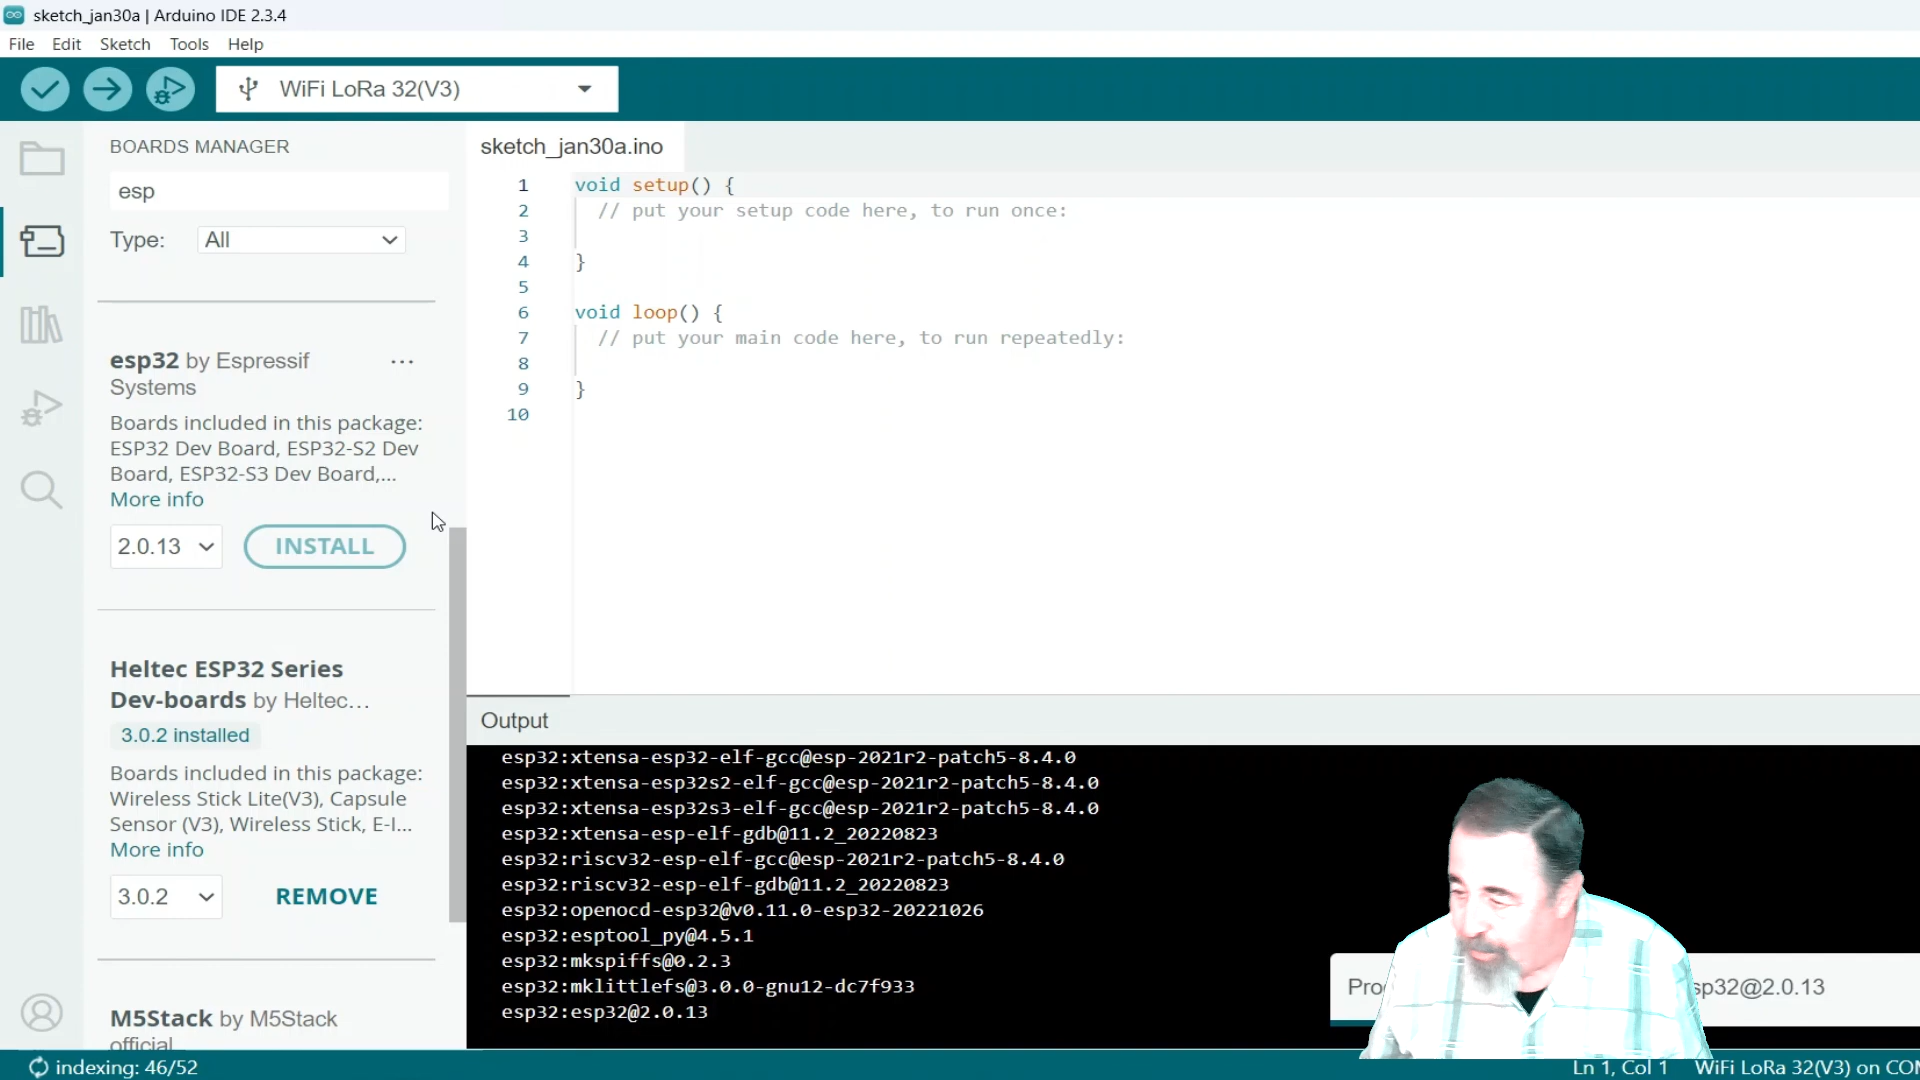 sketch_jan30a | Arduino IDE 2.3.4
File Edit Sketch Tools Help
WiFi LoRa 32(V3)
BOARDS MANAGER
esp
Type: All
esp32 by Espressif
Systems
Boards included in this package:
ESP32 Dev Board, ESP32-S2 Dev
Board, ESP32-S3 Dev Board,...
More info
2.0.13 INSTALL
Heltec ESP32 Series
Dev-boards by Heltec...
3.0.2 installed
Boards included in this package:
Wireless Stick Lite(V3), Capsule
Sensor (V3), Wireless Stick, E-I...
More info
3.0.2 REMOVE
M5Stack by M5Stack
official
sketch_jan30a.ino
1 void setup() {
2 // put your setup code here, to run once:
3
4 }
5
6 void loop() {
7 // put your main code here, to run repeatedly:
8
9 }
10
Output
esp32:xtensa-esp32-elf-gcc@esp-2021r2-patch5-8.4.0
esp32:xtensa-esp32s2-elf-gcc@esp-2021r2-patch5-8.4.0
esp32:xtensa-esp32s3-elf-gcc@esp-2021r2-patch5-8.4.0
esp32:xtensa-esp-elf-gdb@11.2_20220823
esp32:riscv32-esp-elf-gcc@esp-2021r2-patch5-8.4.0
esp32:riscv32-esp-elf-gdb@11.2_20220823
esp32:openocd-esp32@v0.11.0-esp32-20221026
esp32:esptool_py@4.5.1
esp32:mkspiffs@0.2.3
esp32:mklittlefs@3.0.0-gnu12-dc7f933
esp32:esp32@2.0.13
sp32@2.0.13
indexing: 46/52
Ln 1, Col 1 WiFi LoRa 32(V3) on COM